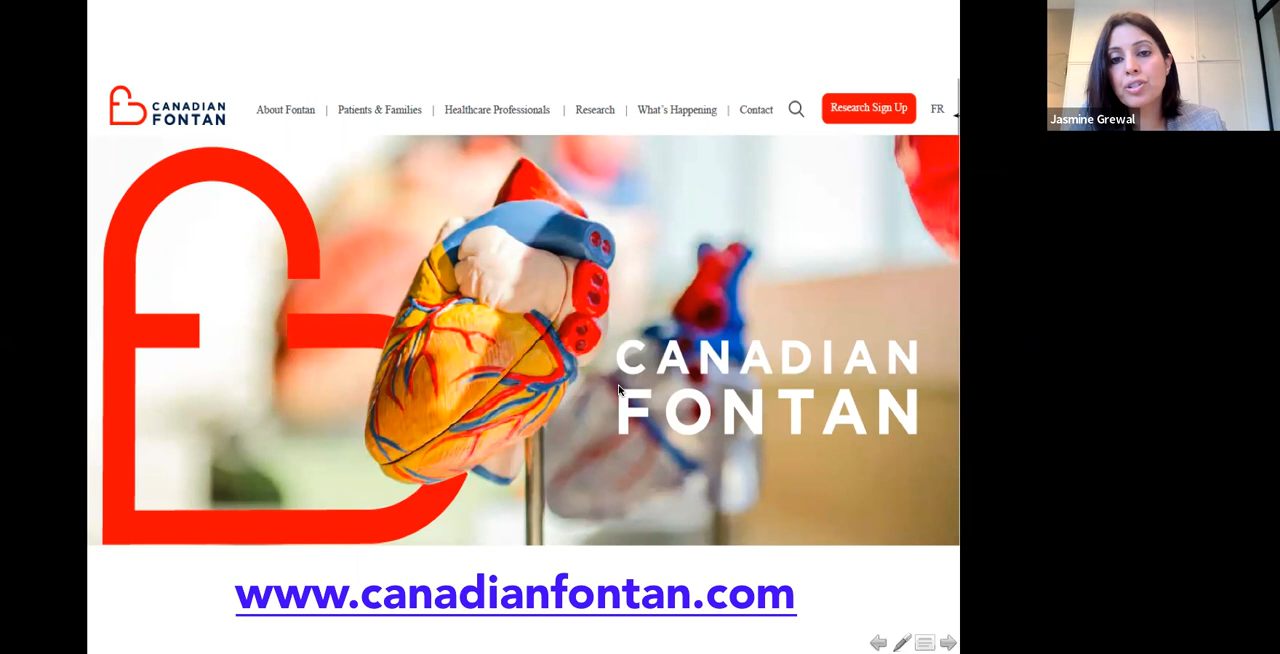 CANADIAN
FONTAN
About Fontan | Patients & Families | Healthcare Professionals | Research | What's Happening | Contact
Research Sign Up
FR
Jasmine Grewal
CANADIAN
FONTAN
www.canadianfontan.com